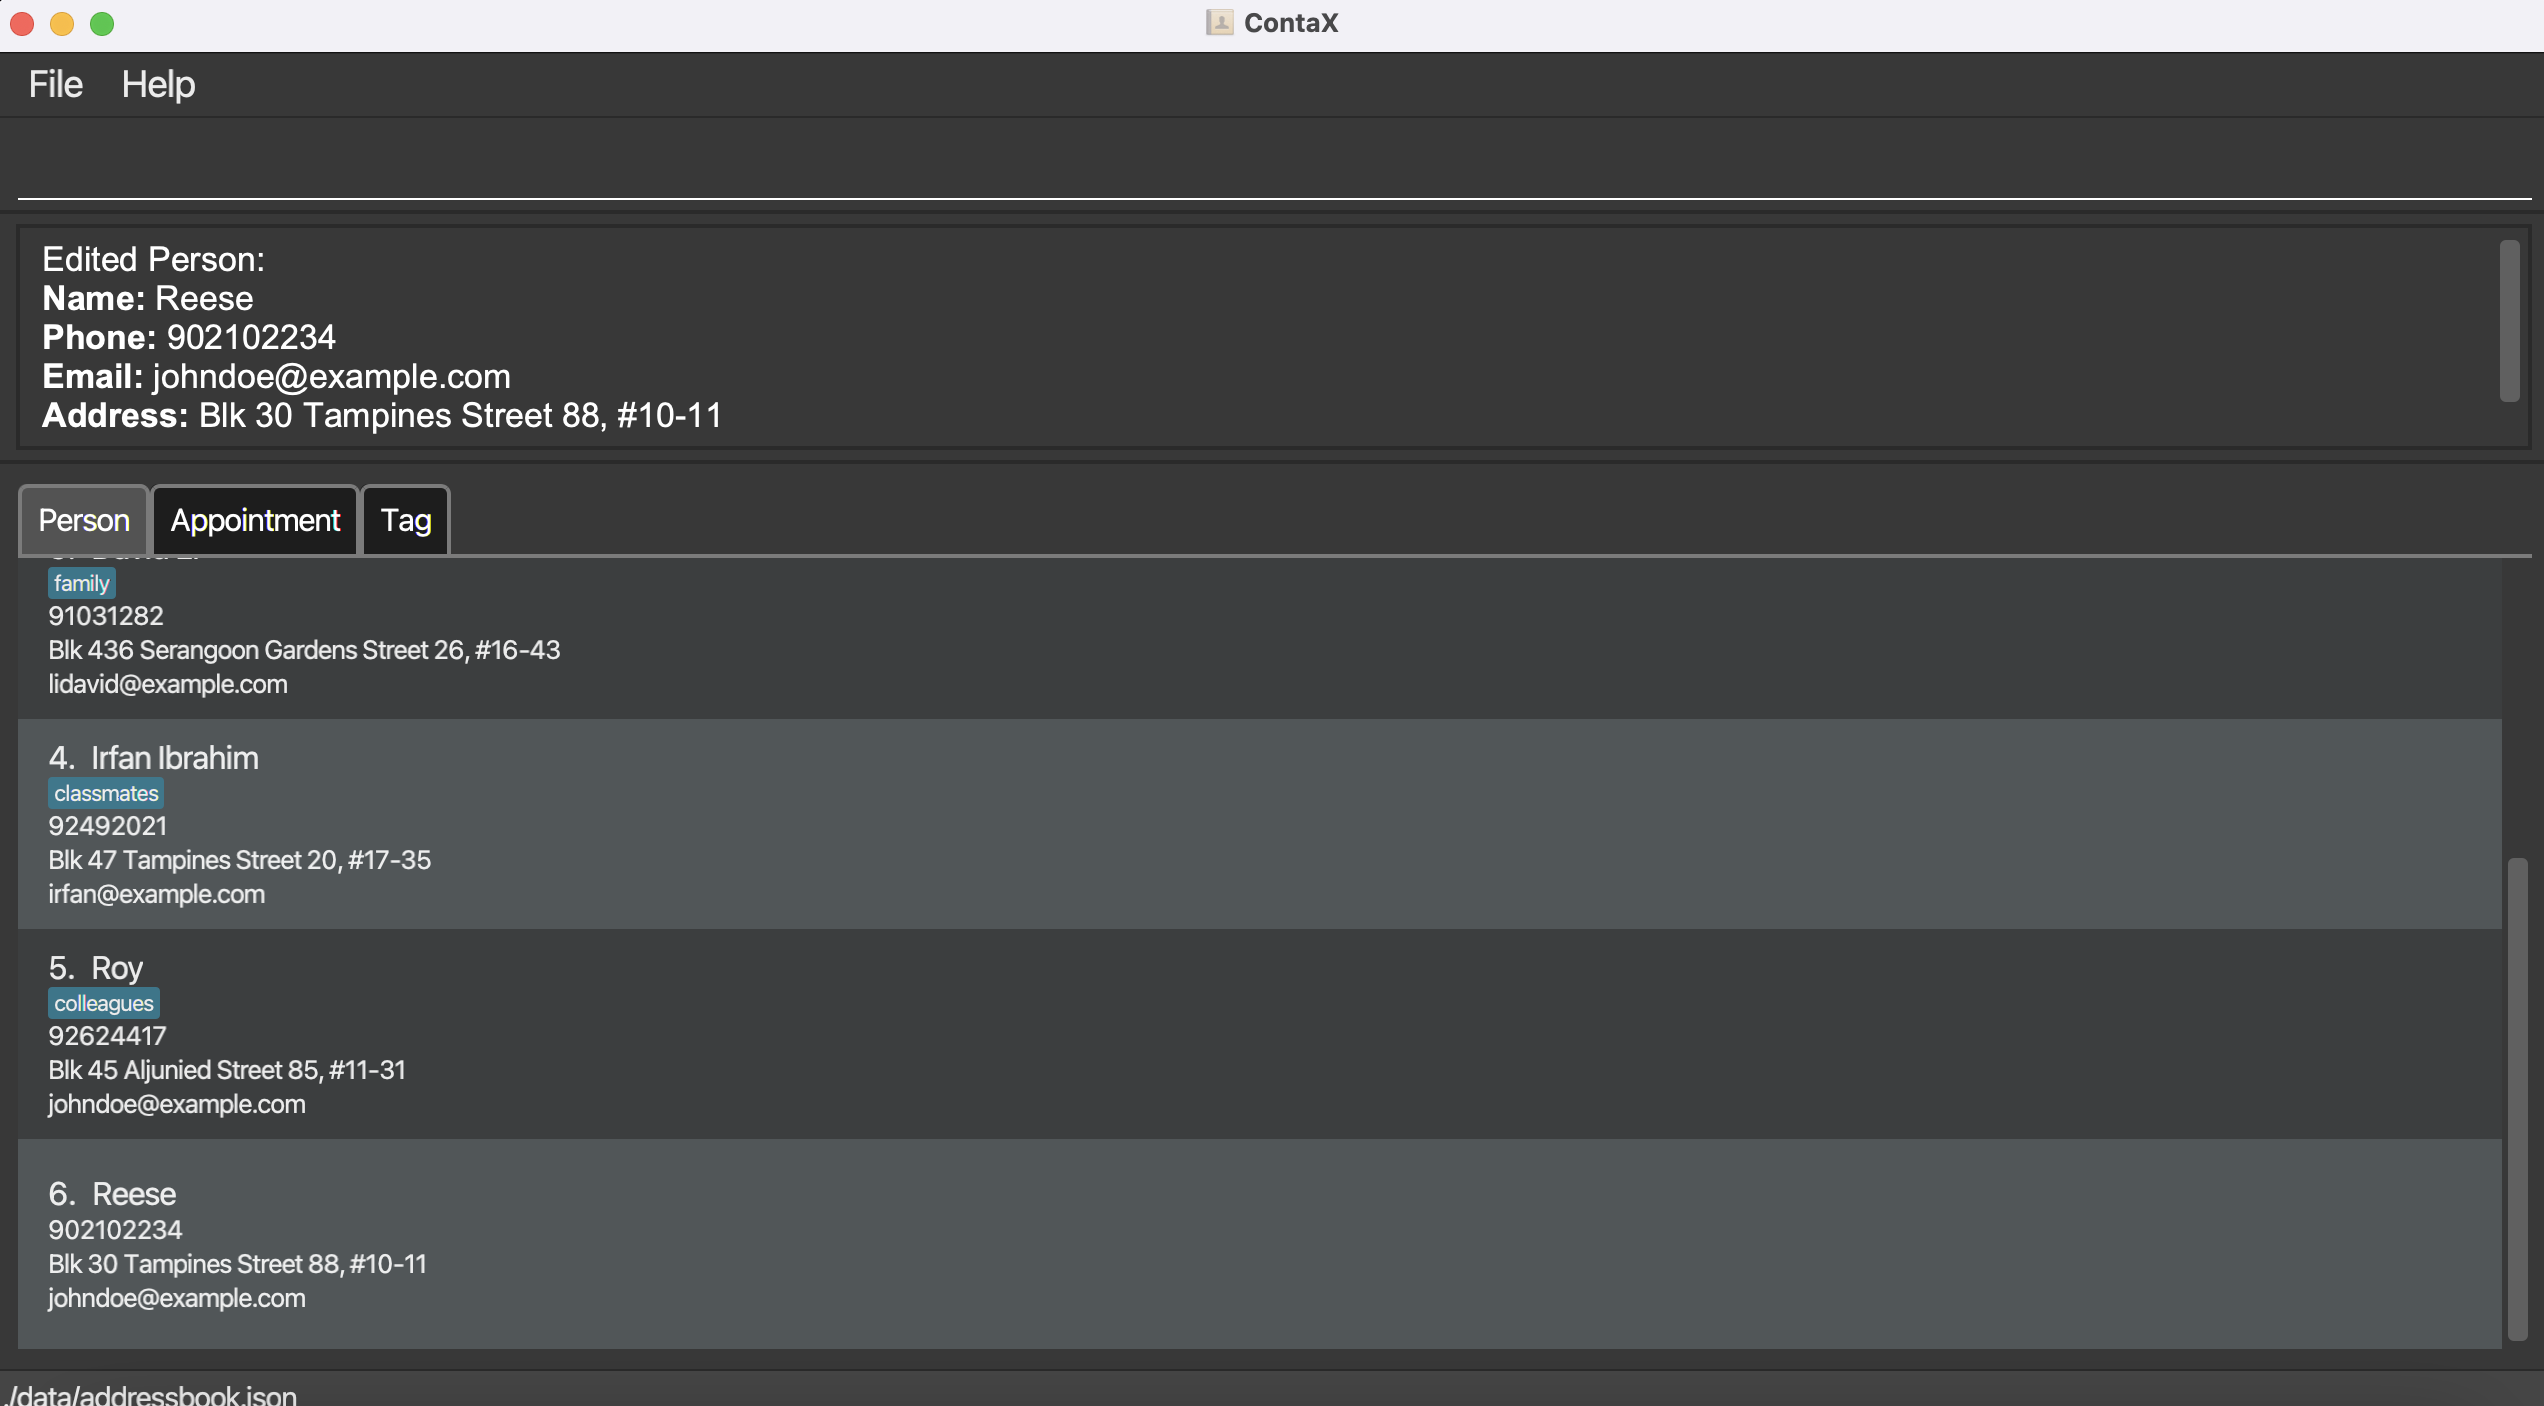 ContaX
File Help
Edited Person:
Name: Reese
Phone: 902102234
Email: johndoe@example.com
Address: Blk 30 Tampines Street 88, #10-11
Person Appointment Tag
family
91031282
Blk 436 Serangoon Gardens Street 26, #16-43
lidavid@example.com
4. Irfan Ibrahim
classmates
92492021
Blk 47 Tampines Street 20, #17-35
irfan@example.com
5. Roy
colleagues
92624417
Blk 45 Aljunied Street 85, #11-31
johndoe@example.com
6. Reese
902102234
Blk 30 Tampines Street 88, #10-11
johndoe@example.com
./data/addressbook.json